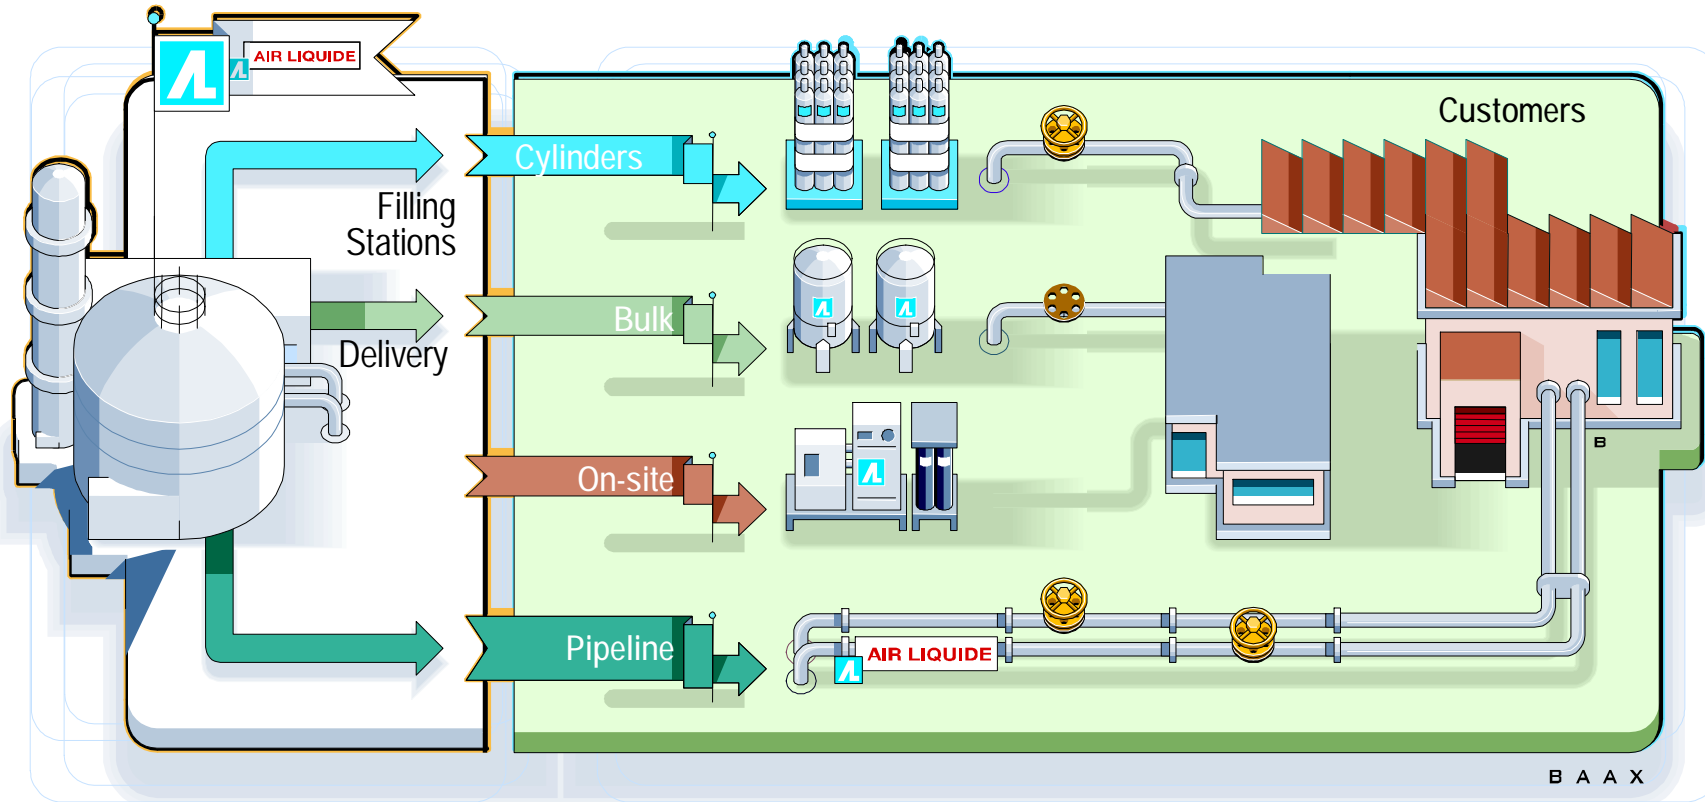 AIR LIQUIDE
Customers
Cylinders
Filling
Stations
Bulk
Delivery
On-site
B
Pipeline
AIR LIQUIDE
B A A X